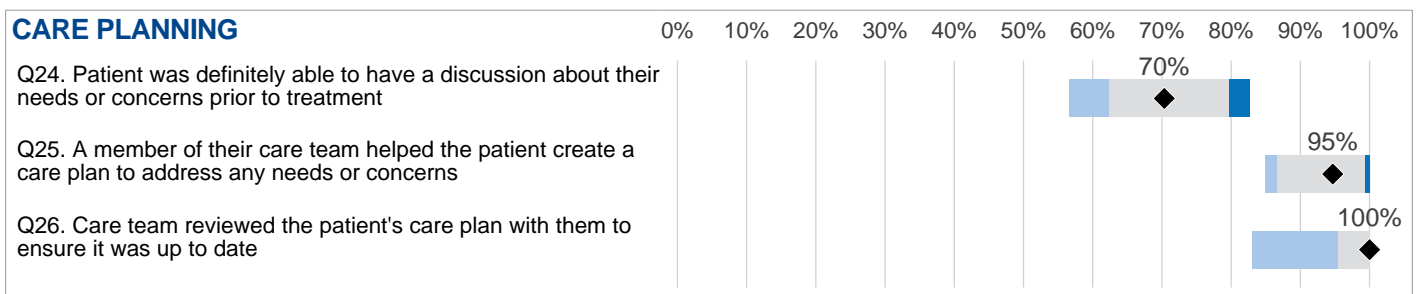 CARE PLANNING
0% 10% 20% 30% 40% 50% 60% 70% 80% 90% 100%
Q24. Patient was definitely able to have a discussion about their
needs or concerns prior to treatment
70%
Q25. A member of their care team helped the patient create a
care plan to address any needs or concerns
95%
Q26. Care team reviewed the patient's care plan with them to
ensure it was up to date
100%